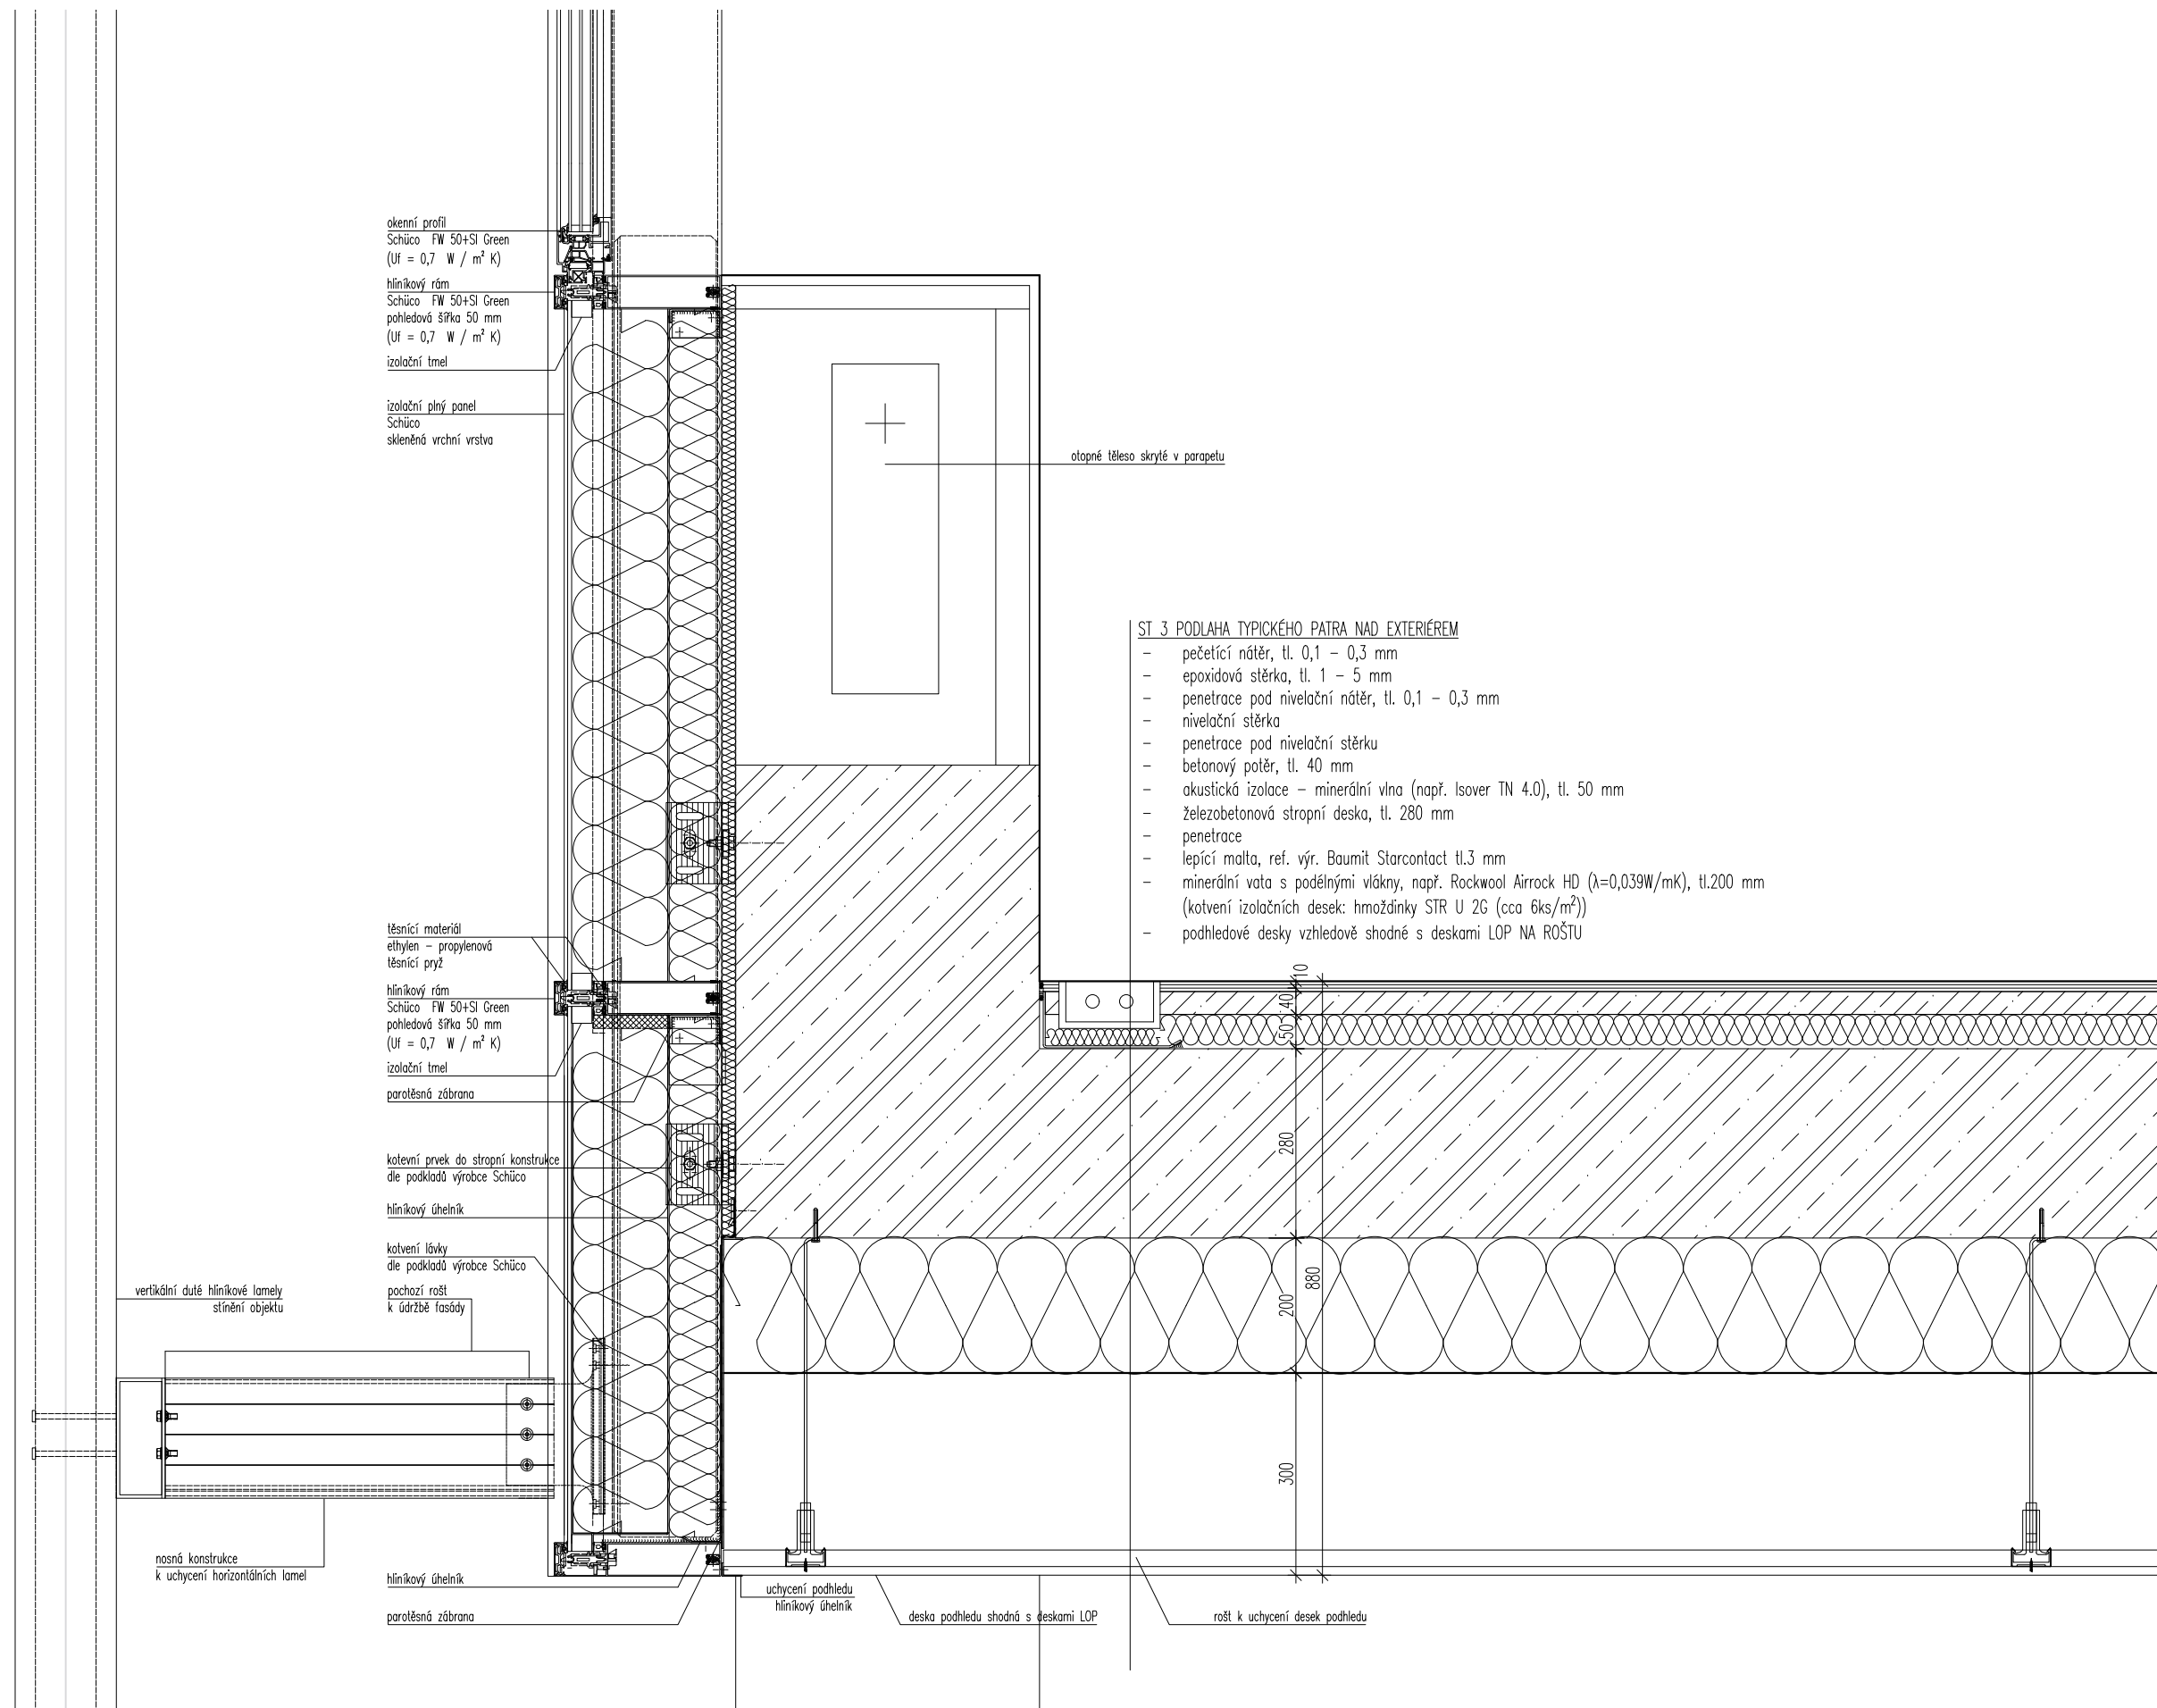 okenní profil
Schüco FW 50+SI Green
(Uf = 0,7 W / m² K)
hliníkový rám
Schüco FW 50+SI Green
pohledová šířka 50 mm
(Uf = 0,7 W / m² K)
izolační tmel
izolační plný panel
Schüco
skleněná vrchní vrstva
otopné těleso skryté v parapetu
ST 3 PODLAHA TYPICKÉHO PATRA NAD EXTERIÉREM
- pečetící nátěr, tl. 0,1 - 0,3 mm
- epoxidová stěrka, tl. 1 - 5 mm
- penetrace pod nivelační nátěr, tl. 0,1 - 0,3 mm
- nivelační stěrka
- penetrace pod nivelační stěrku
- betonový potěr, tl. 40 mm
- akustická izolace - minerální vlna (např. Isover TN 4.0), tl. 50 mm
- železobetonová stropní deska, tl. 280 mm
- penetrace
- lepící malta, ref. výr. Baumit Starcontact tl.3 mm
- minerální vata s podélnými vlákny, např. Rockwool Airrock HD (λ=0,039W/mK), tl.200 mm
(kotvení izolačních desek: hmoždinky STR U 2G (cca 6ks/m²))
- podhledové desky vzhledově shodné s deskami LOP NA ROŠTU
těsnící materiál
ethylen - propylenová
těsnící pryž
hliníkový rám
Schüco FW 50+SI Green
pohledová šířka 50 mm
(Uf = 0,7 W / m² K)
izolační tmel
parotěsná zábrana
kotevní prvek do stropní konstrukce
dle podkladů výrobce Schüco
hliníkový úhelník
kotvení lávky
dle podkladů výrobce Schüco
vertikální duté hliníkové lamely
stínění objektu
pochozí rošt
k údržbě fasády
10
40
50
280
200
880
300
nosná konstrukce
k uchycení horizontálních lamel
hliníkový úhelník
parotěsná zábrana
uchycení podhledu
hliníkový úhelník
deska podhledu shodná s deskami LOP
rošt k uchycení desek podhledu